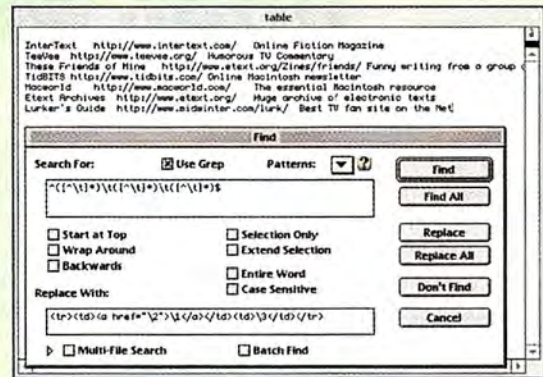 table
InterText http://www.intertext.com/ Online Fiction Magazine
TeeVee http://www.teevee.org/ Humorous TV Commentary
These Friends of Mine http://www.etext.org/Zines/friends/ Funny writing from a group
TidBITS http://www.tidbits.com/ Online Macintosh newsletter
Macworld http://www.macworld.com/ The essential Macintosh resource
Etext Archives http://www.etext.org/ Huge archive of electronic texts
Lurker's Guide http://www.midwinter.com/lurk/ Best TV fan site on the Net
Find
Search For: Use Grep Patterns: ?
^([^\t]*)\t([^\t]*)\t([^\t]*)$
Start at Top
Wrap Around
Backwards
Selection Only
Extend Selection
Entire Word
Case Sensitive
Replace With:
<tr><td><a href="\2">\1</a></td><td>\3</td></tr>
Multi-File Search Batch Find
Find
Find All
Replace
Replace All
Don't Find
Cancel